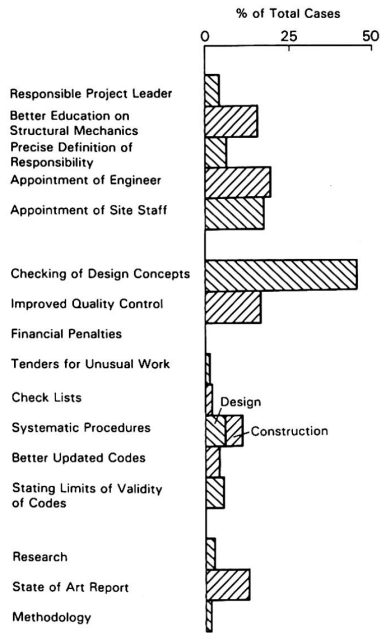 % of Total Cases
0 25 50
Responsible Project Leader
Better Education on
Structural Mechanics
Precise Definition of
Responsibility
Appointment of Engineer
Appointment of Site Staff
Checking of Design Concepts
Improved Quality Control
Financial Penalties
Tenders for Unusual Work
Check Lists
Design
Systematic Procedures
Construction
Better Updated Codes
Stating Limits of Validity
of Codes
Research
State of Art Report
Methodology